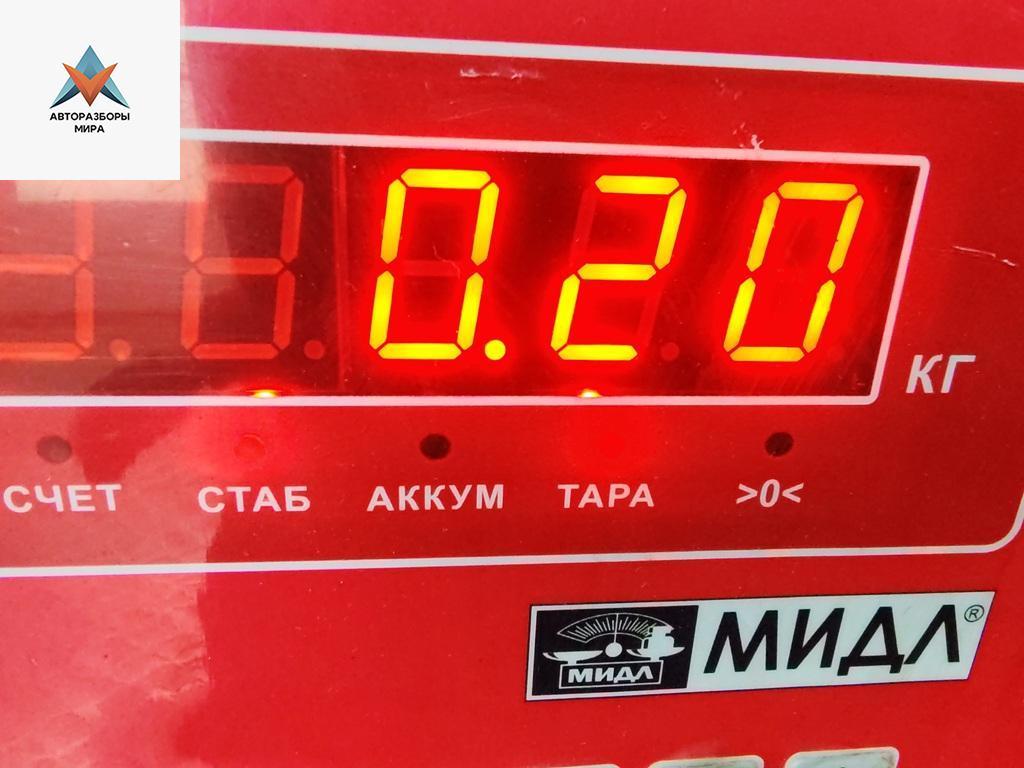 АВТОРАЗБОРЫ
МИРА
0.20
КГ
СЧЕТ СТАБ АККУМ ТАРА >0<
МИДЛ МИДЛ®